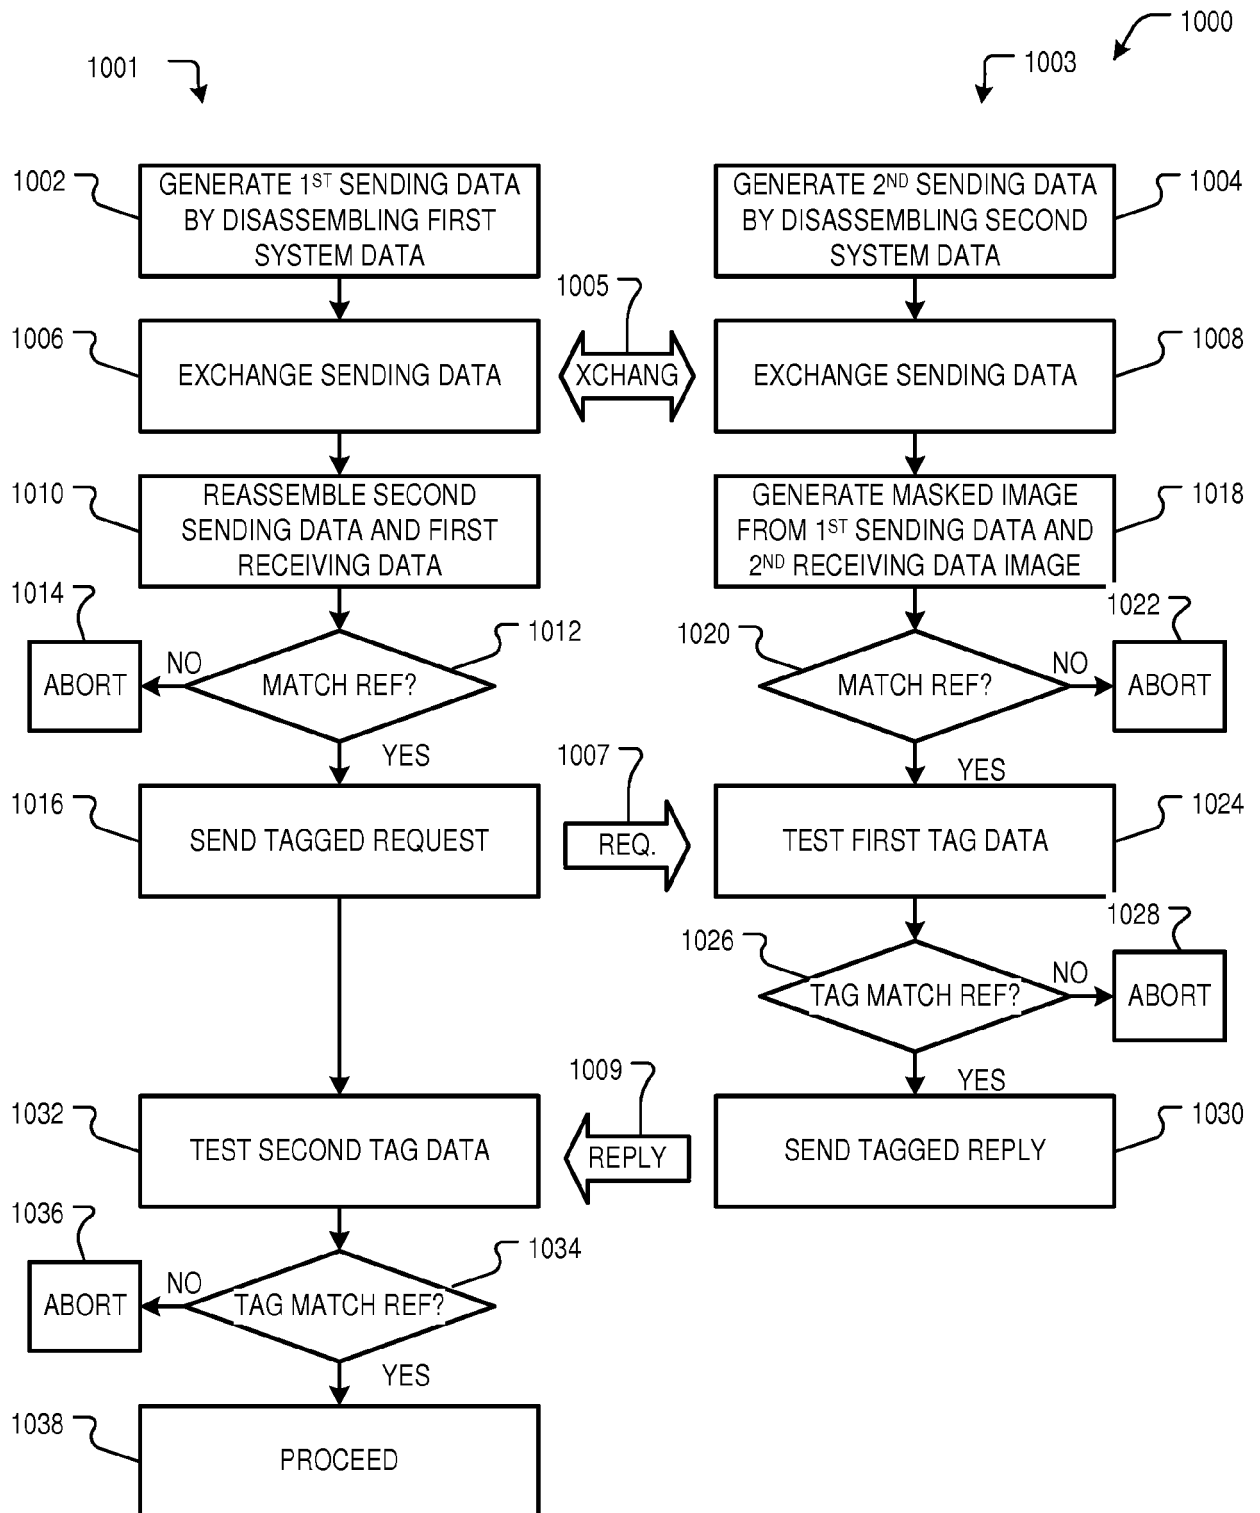 1000
1001
1003
1002
GENERATE 1ST SENDING DATA
BY DISASSEMBLING FIRST
SYSTEM DATA
GENERATE 2ND SENDING DATA
BY DISASSEMBLING SECOND
SYSTEM DATA
1004
1005
1006
EXCHANGE SENDING DATA
XCHANG
EXCHANGE SENDING DATA
1008
1010
REASSEMBLE SECOND
SENDING DATA AND FIRST
RECEIVING DATA
GENERATE MASKED IMAGE
FROM 1ST SENDING DATA AND
2ND RECEIVING DATA IMAGE
1018
1014
1012
1020
1022
ABORT
NO
MATCH REF?
MATCH REF?
NO
ABORT
YES
1007
YES
1016
SEND TAGGED REQUEST
REQ.
TEST FIRST TAG DATA
1024
1026
1028
TAG MATCH REF?
NO
ABORT
1009
YES
1032
TEST SECOND TAG DATA
REPLY
SEND TAGGED REPLY
1030
1036
1034
ABORT
NO
TAG MATCH REF?
YES
1038
PROCEED